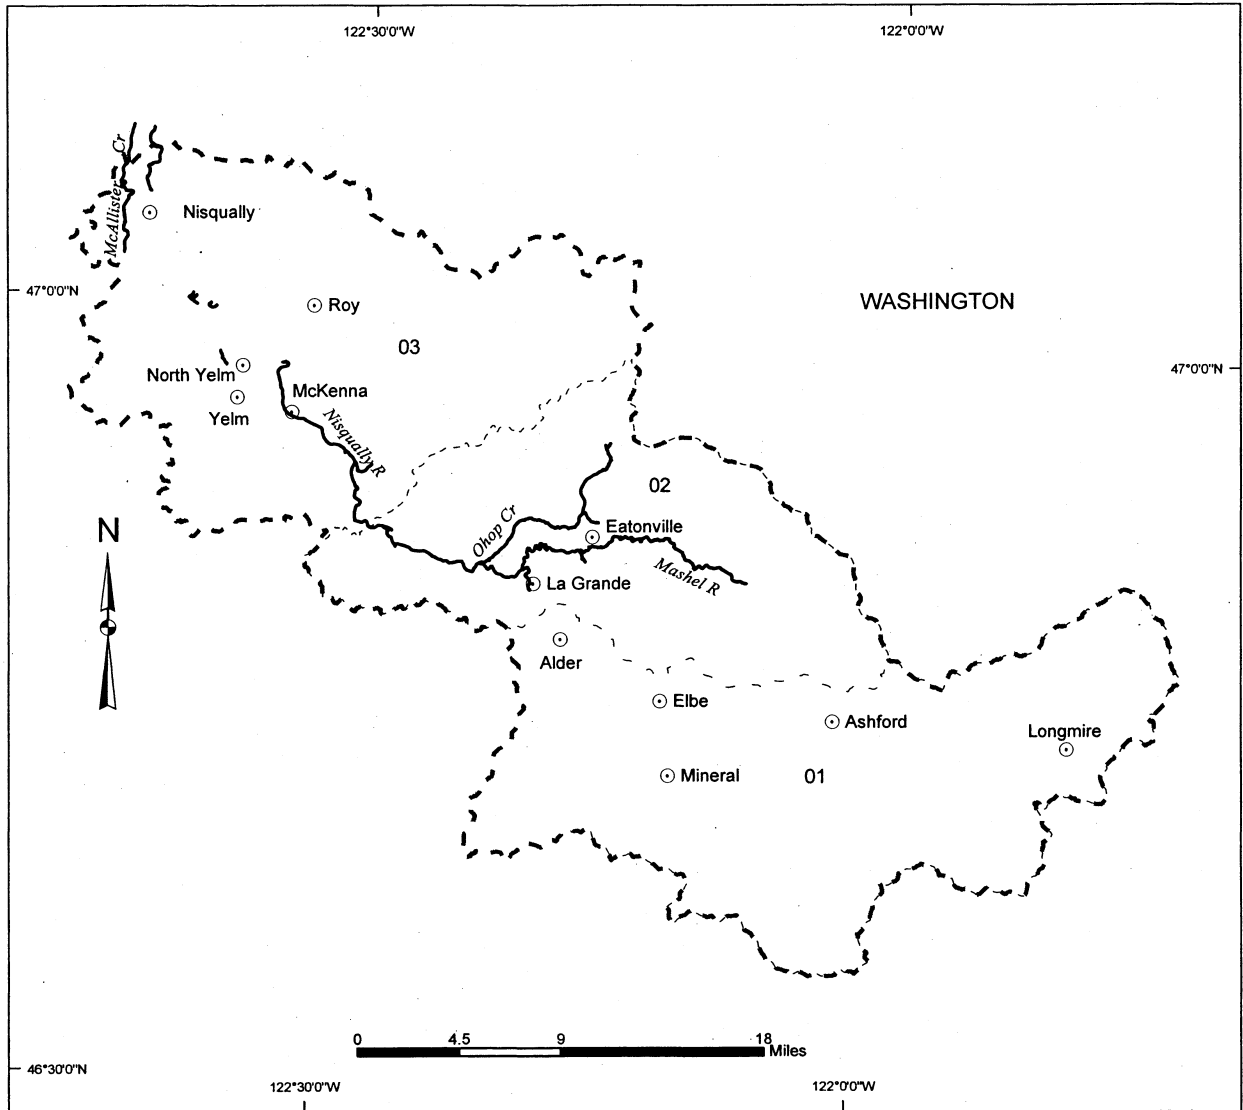 122°30'0"W
122°0'0"W
McAllister Cr
Nisqually
47°0'0"N
Roy
WASHINGTON
03
47°0'0"N
North Yelm
McKenna
Yelm
Nisqually R
02
Ohop Cr
Eatonville
N
Mashel R
La Grande
Alder
Elbe
Ashford
Longmire
Mineral
01
0
4.5
9
18
Miles
46°30'0"N
122°30'0"W
122°0'0"W